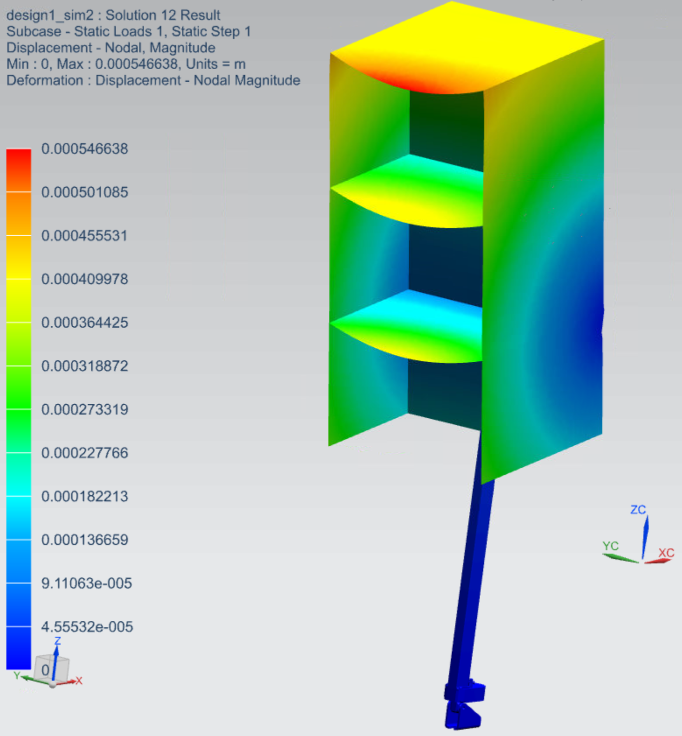 design1_sim2 : Solution 12 Result
Subcase - Static Loads 1, Static Step 1
Displacement - Nodal, Magnitude
Min : 0, Max : 0.000546638, Units = m
Deformation : Displacement - Nodal Magnitude
0.000546638
0.000501085
0.000455531
0.000409978
0.000364425
0.000318872
0.000273319
0.000227766
0.000182213
0.000136659
9.11063e-005
4.55532e-005
0
Z
Y
X
ZC
YC
XC